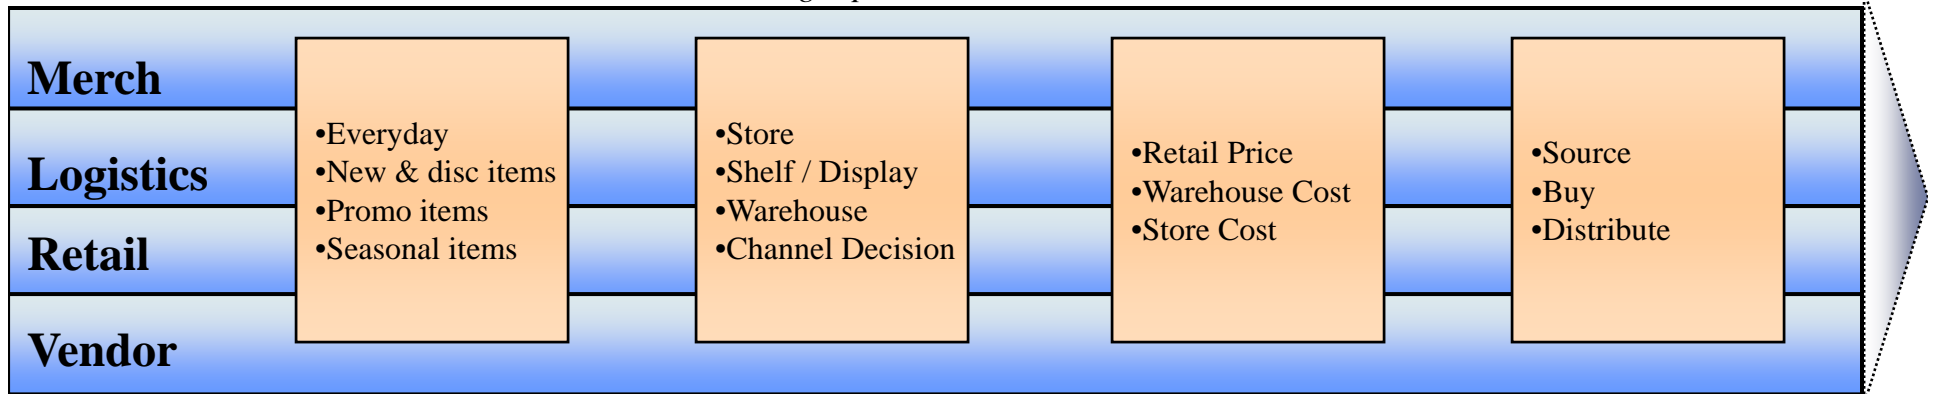 Merch
Logistics
Retail
Vendor
•Everyday
•New & disc items
•Promo items
•Seasonal items
•Store
•Shelf / Display
•Warehouse
•Channel Decision
•Retail Price
•Warehouse Cost
•Store Cost
•Source
•Buy
•Distribute